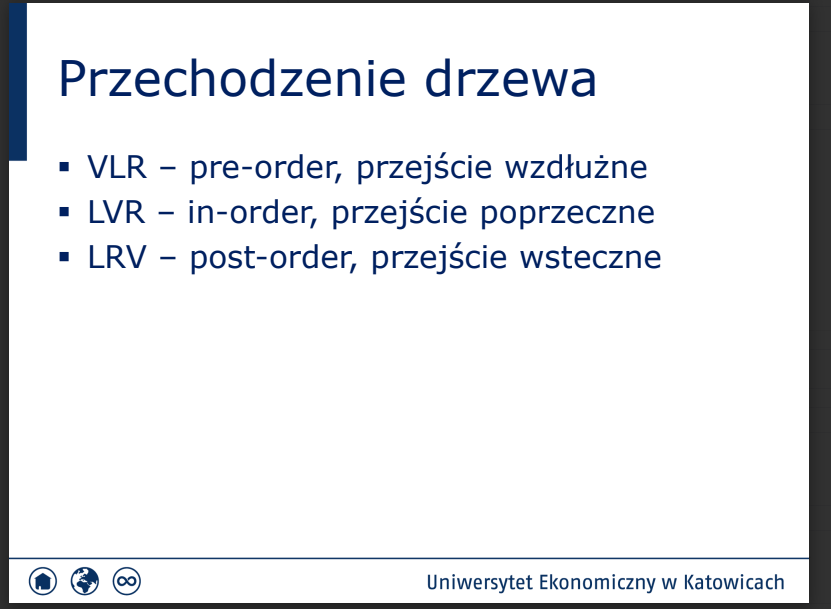 Przechodzenie drzewa
▪ VLR – pre-order, przejście wzdłużne
▪ LVR – in-order, przejście poprzeczne
▪ LRV – post-order, przejście wsteczne
Uniwersytet Ekonomiczny w Katowicach